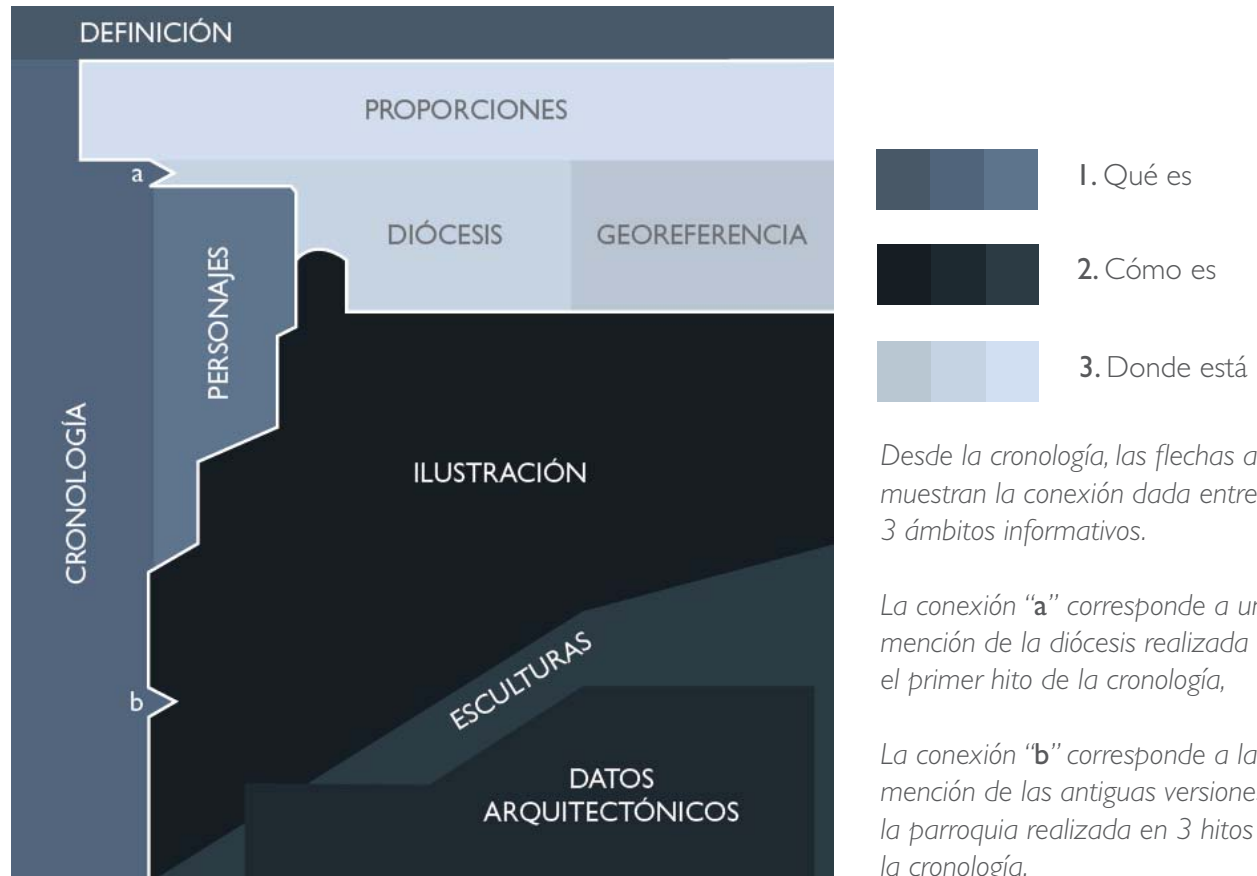 DEFINICIÓN
PROPORCIONES
a
DIÓCESIS
GEOREFERENCIA
PERSONAJES
CRONOLOGÍA
ILUSTRACIÓN
b
ESCULTURAS
DATOS
ARQUITECTÓNICOS
1. Qué es
2. Cómo es
3. Donde está
Desde la cronología, las flechas a
muestran la conexión dada entre
3 ámbitos informativos.
La conexión “a” corresponde a
mención de la diócesis realizada
el primer hito de la cronología,
La conexión “b” corresponde a la
mención de las antiguas
la parroquia realizada en 3 hitos
la cronología.